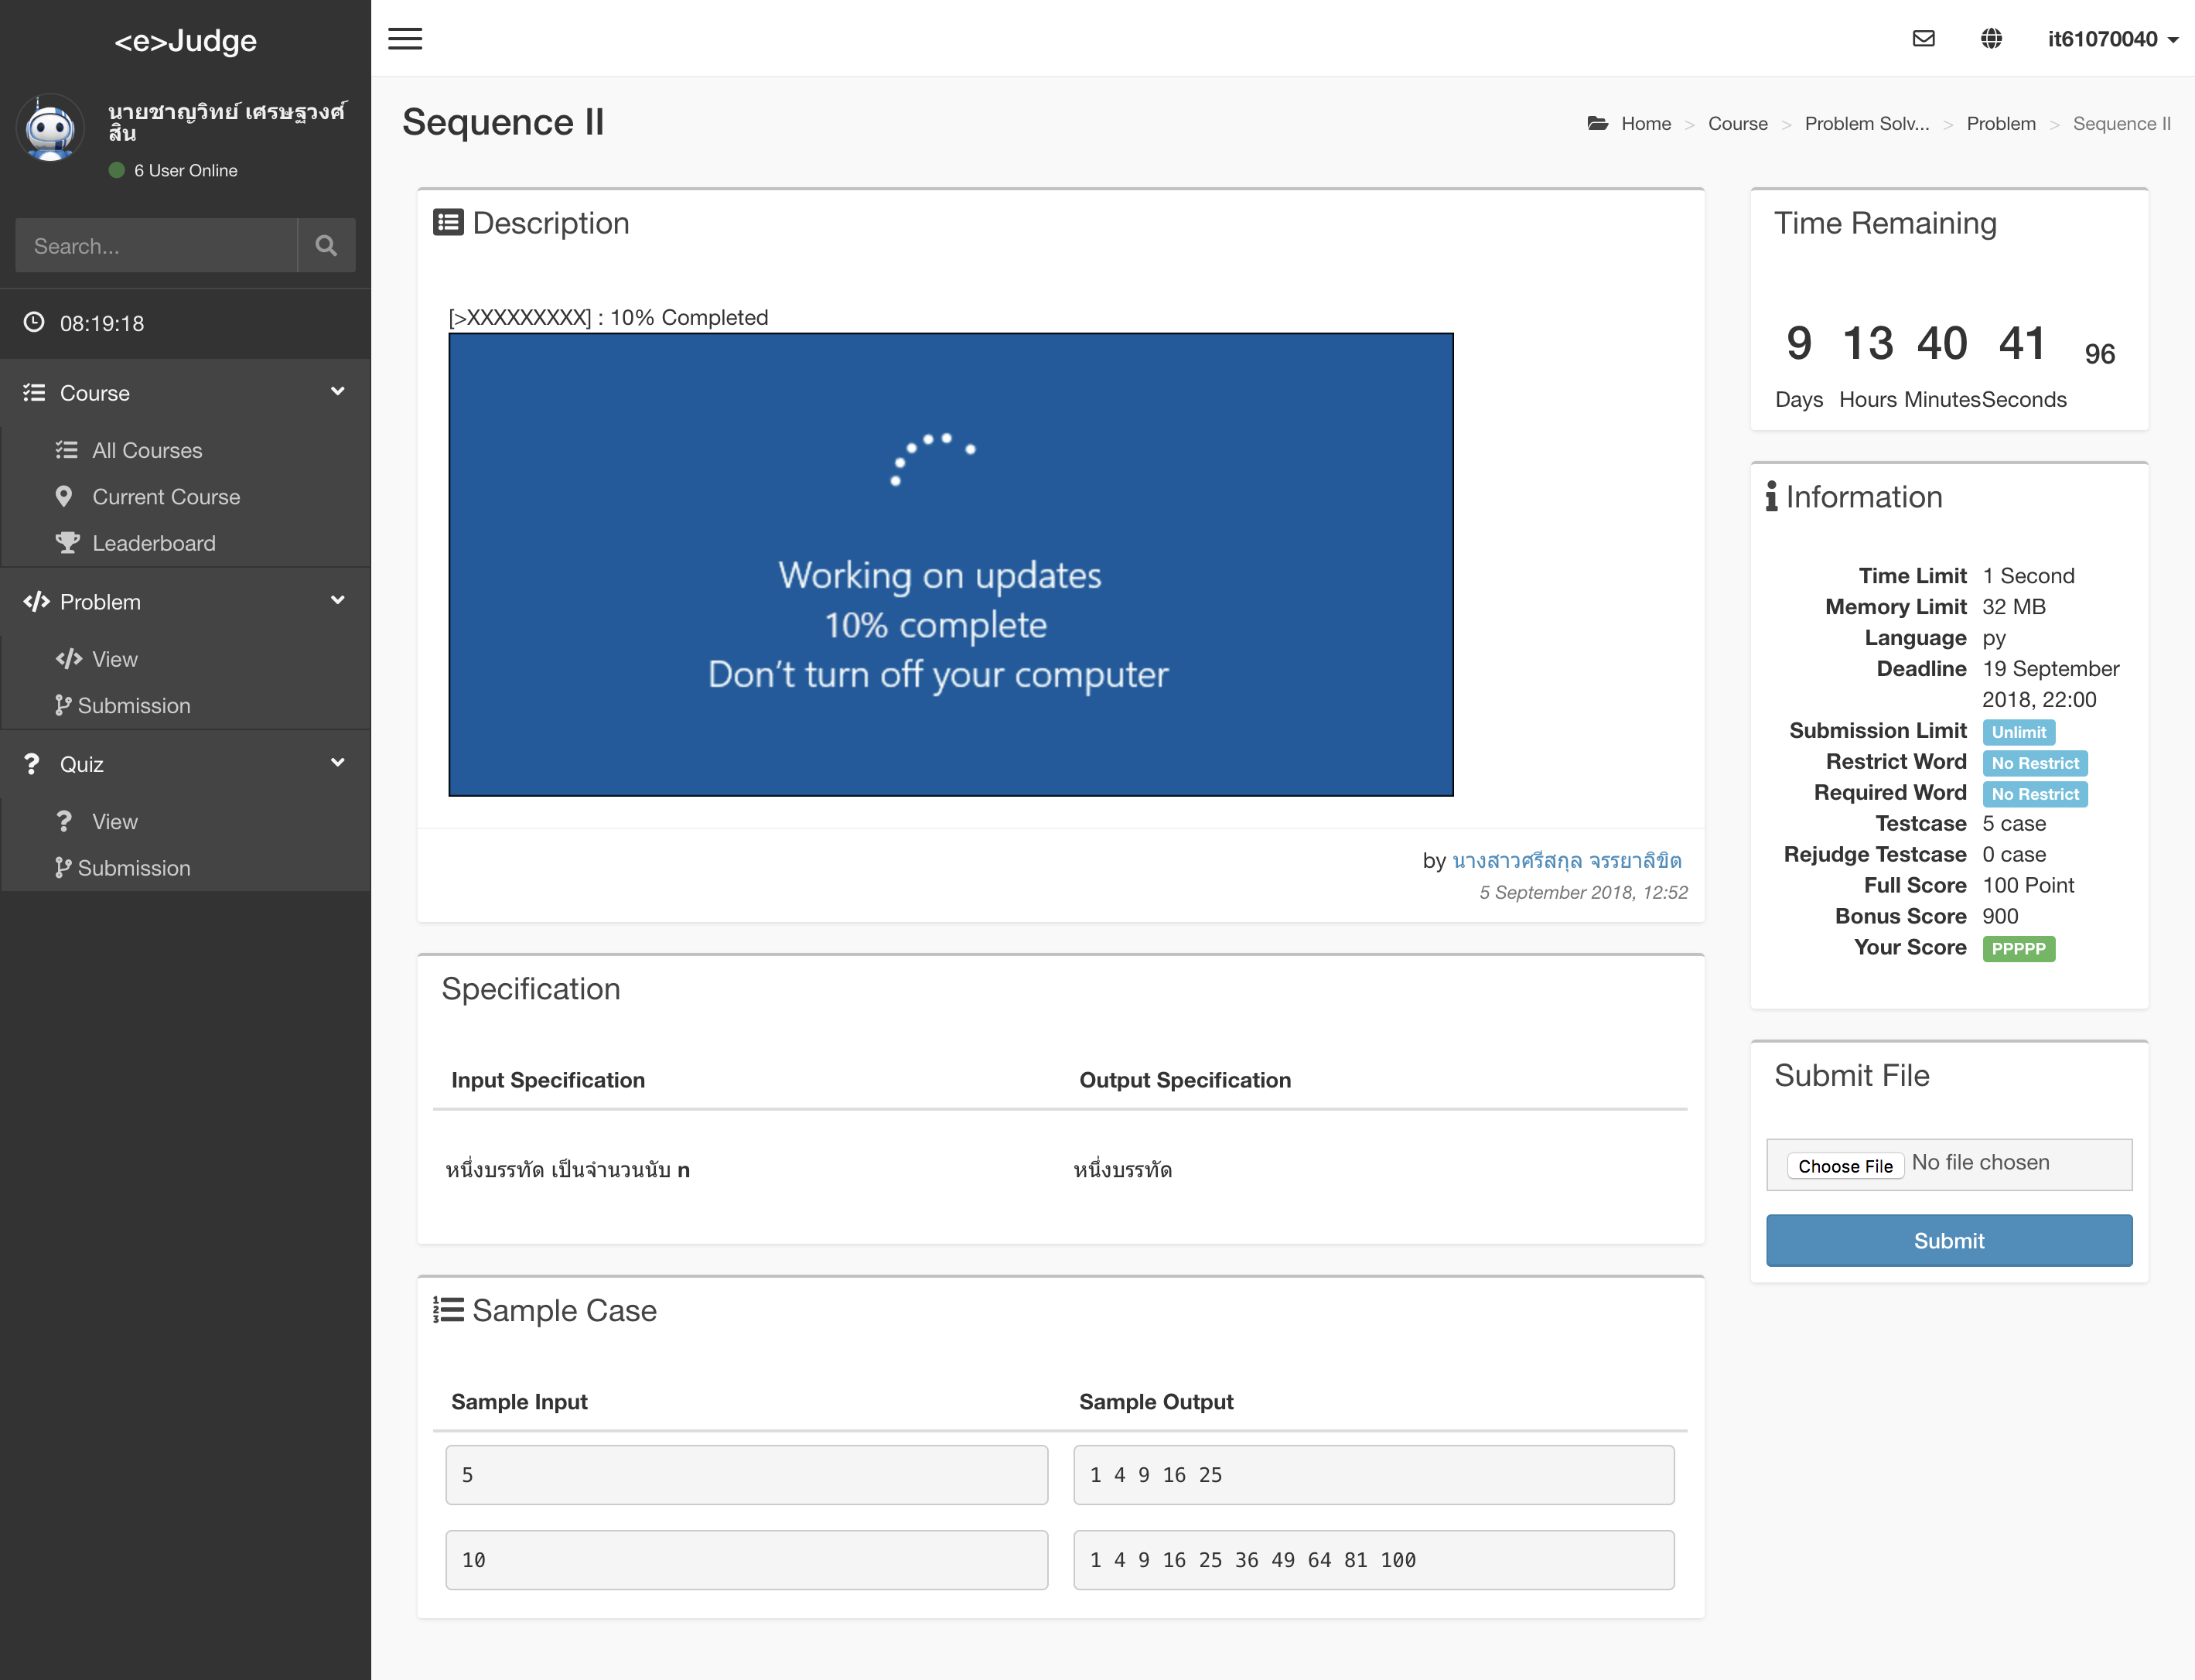 <e>Judge
นายชาญวิทย์ เศรษฐวงศ์
สิน
6 User Online
Search...
08:19:18
Course
All Courses
Current Course
Leaderboard
Problem
View
Submission
Quiz
View
Submission
it61070040
Sequence II
Home > Course > Problem Solv... > Problem > Sequence II
Description
[>XXXXXXXXX] : 10% Completed
Working on updates
10% complete
Don't turn off your computer
by นางสาวศรีสกุล จรรยาลิขิต
5 September 2018, 12:52
Specification
Input Specification Output Specification
หนึ่งบรรทัด เป็นจำนวนนับ n หนึ่งบรรทัด
Sample Case
Sample Input Sample Output
5 1 4 9 16 25
10 1 4 9 16 25 36 49 64 81 100
Time Remaining
9 13 40 41 96
Days Hours Minutes Seconds
Information
Time Limit 1 Second
Memory Limit 32 MB
Language py
Deadline 19 September
2018, 22:00
Submission Limit Unlimit
Restrict Word No Restrict
Required Word No Restrict
Testcase 5 case
Rejudge Testcase 0 case
Full Score 100 Point
Bonus Score 900
Your Score PPPPP
Submit File
Choose File No file chosen
Submit